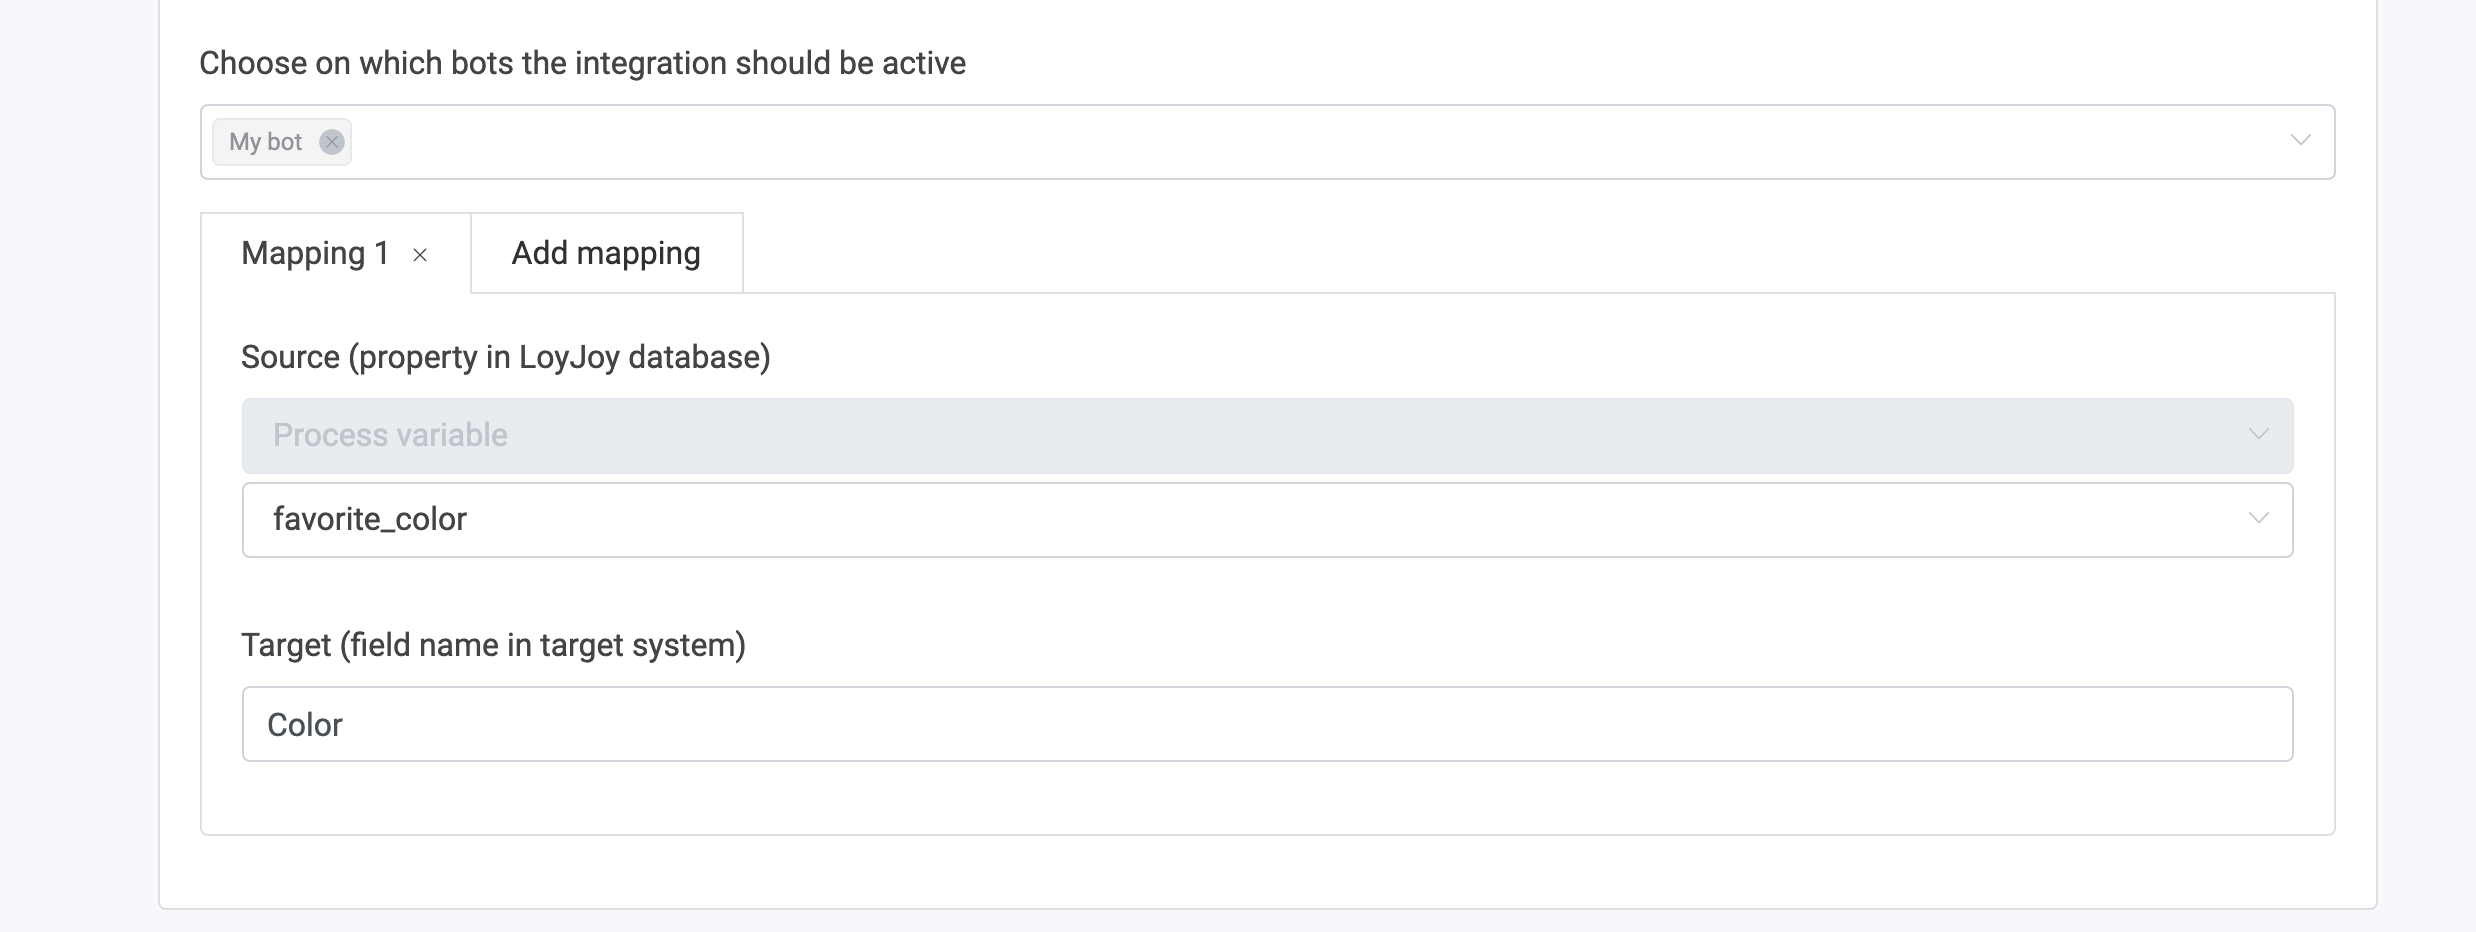 Choose on which bots the integration should be active
My bot
Mapping 1 Add mapping
Source (property in LoyJoy database)
Process variable
favorite_color
Target (field name in target system)
Color